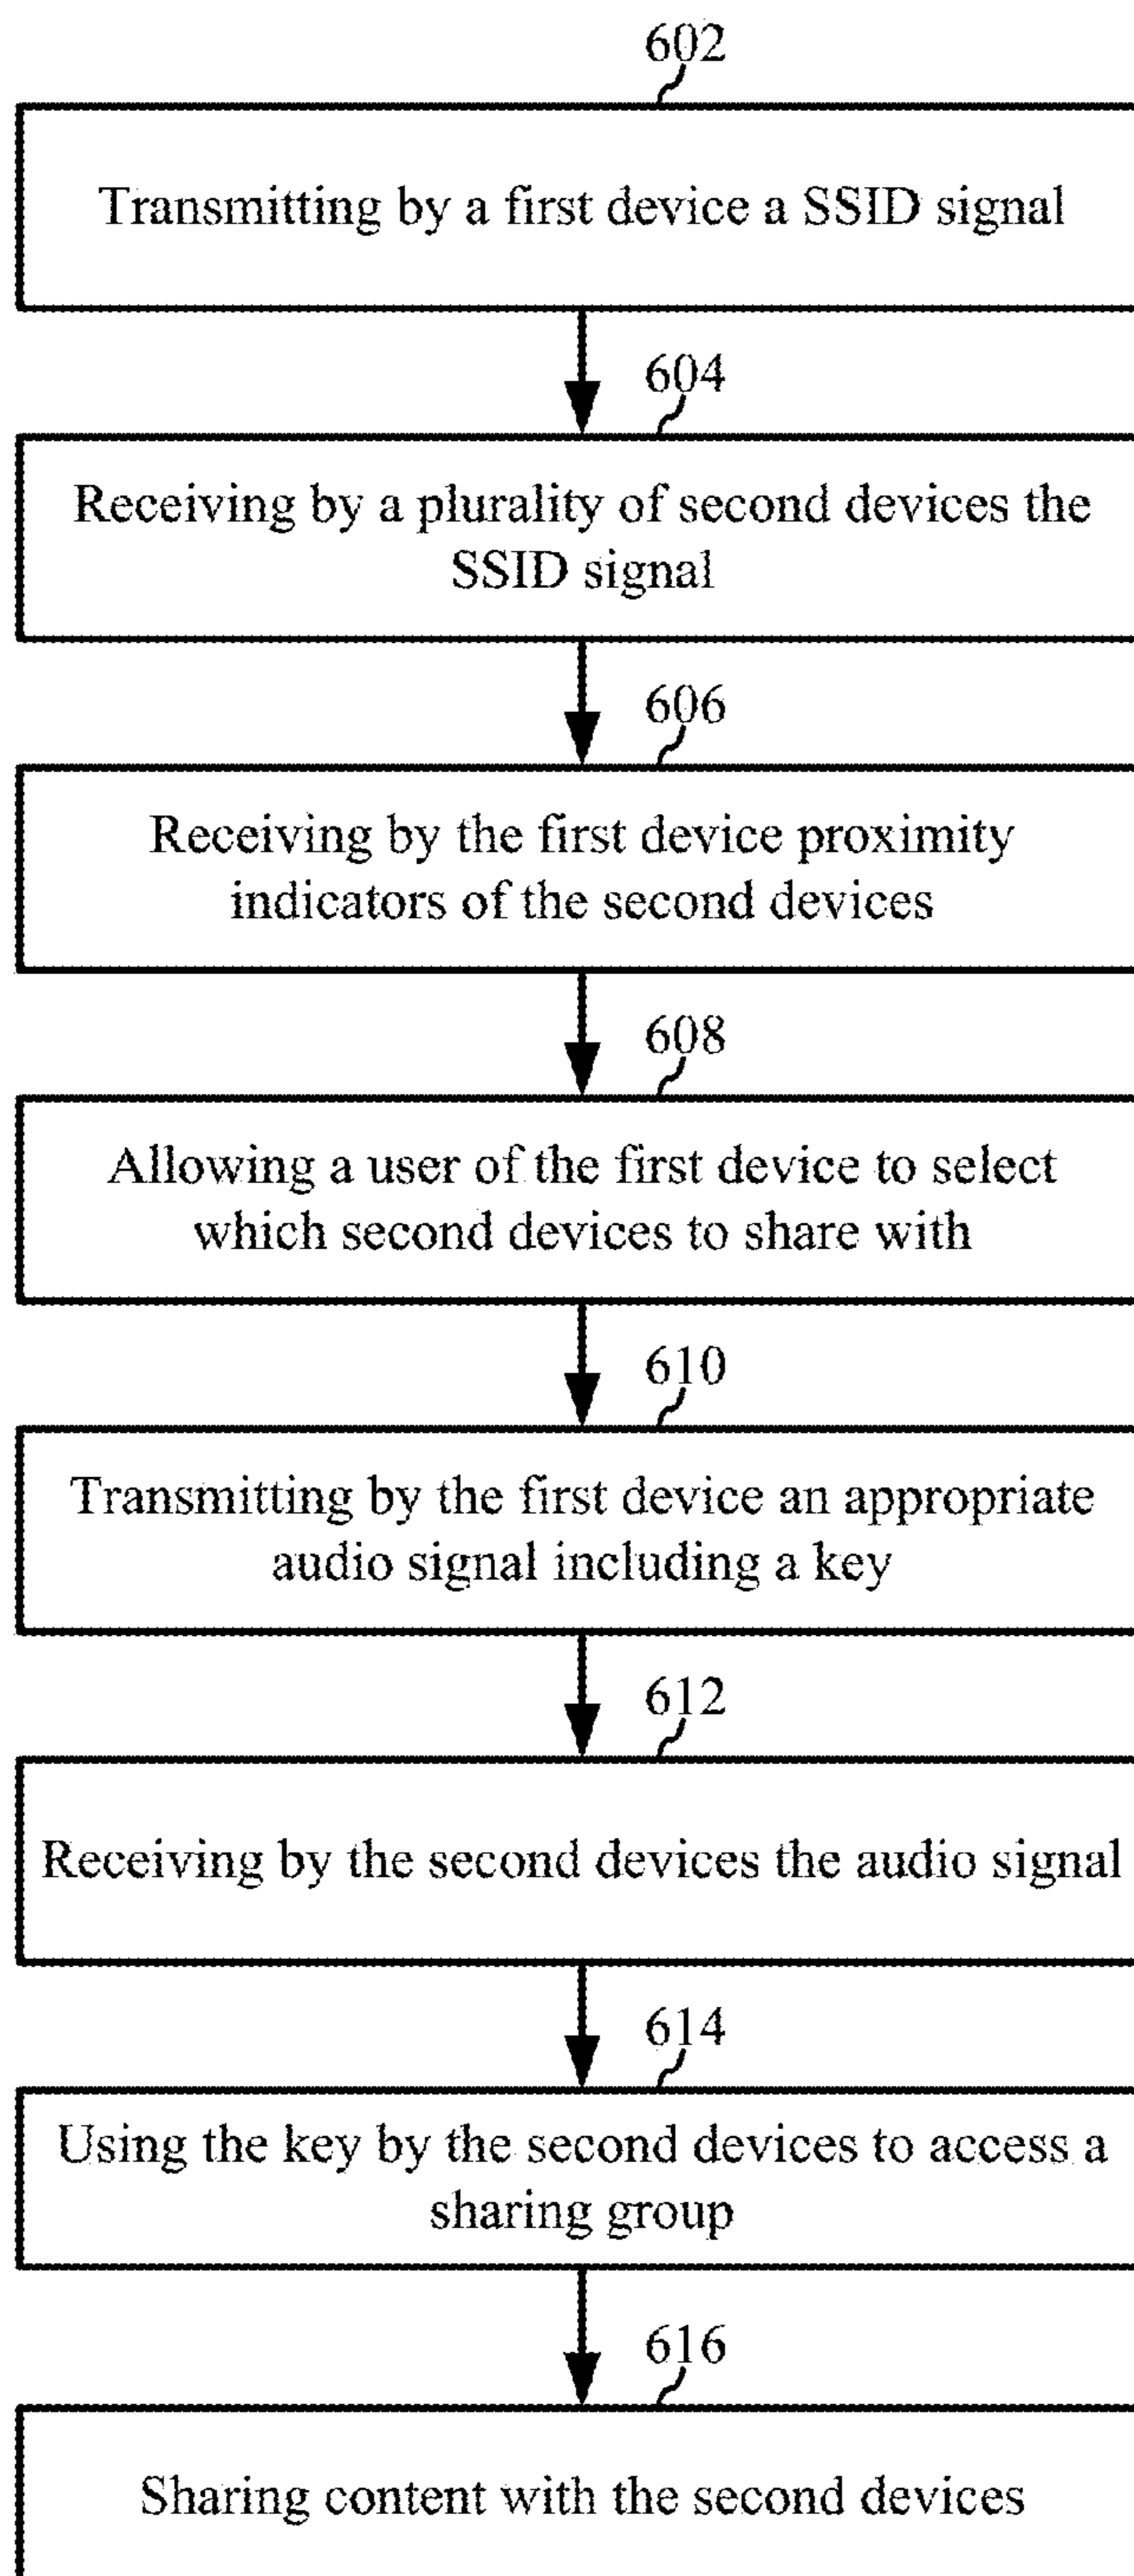 602
Transmitting by a first device a SSID signal
604
Receiving by a plurality of second devices the
SSID signal
606
Receiving by the first device proximity
indicators of the second devices
608
Allowing a user of the first device to select
which second devices to share with
610
Transmitting by the first device an appropriate
audio signal including a key
612
Receiving by the second devices the audio signal
614
Using the key by the second devices to access a
sharing group
616
Sharing content with the second devices